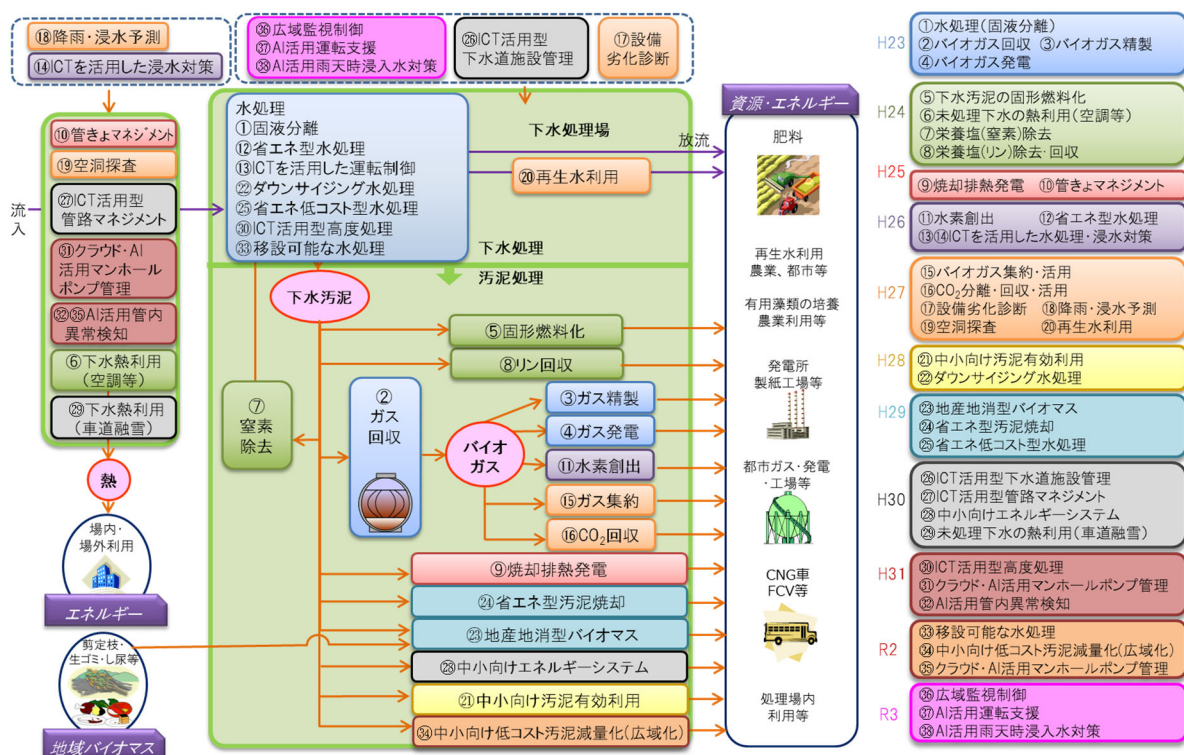 ⑱降雨・浸水予測
⑭ICTを活用した浸水対策
㊱広域監視制御
㊲AI活用運転支援
㊳AI活用雨天時浸入水対策
㉖ICT活用型
下水道施設管理
⑰設備
劣化診断
流入
⑩管きょマネジメント
⑲空洞探査
㉗ICT活用型
管路マネジメント
㉛クラウド・AI
活用マンホール
ポンプ管理
㉜㉟AI活用管内
異常検知
⑥下水熱利用
(空調等)
㉙下水熱利用
(車道融雪)
熱
場内・
場外利用
エネルギー
剪定枝・
生ゴミ・し尿等
地域バイオマス
水処理
①固液分離
⑫省エネ型水処理
⑬ICTを活用した運転制御
㉒ダウンサイジング水処理
㉕省エネ低コスト型水処理
㉚ICT活用型高度処理
㉝移設可能な水処理
下水処理場
放流
⑳再生水利用
下水処理
汚泥処理
下水汚泥
⑤固形燃料化
⑧リン回収
⑦
窒素
除去
②
ガス
回収
バイオ
ガス
③ガス精製
④ガス発電
⑪水素創出
⑮ガス集約
⑯CO₂回収
⑨焼却排熱発電
㉔省エネ型汚泥焼却
㉓地産地消型バイオマス
㉘中小向けエネルギーシステム
㉑中小向け汚泥有効利用
㉞中小向け低コスト汚泥減量化(広域化)
資源・エネルギー
肥料
再生水利用
農業、都市等
有用藻類の培養
農業利用等
発電所
製紙工場等
都市ガス・発電
・工場等
CNG車
FCV等
処理場内
利用等
H23
①水処理(固液分離)
②バイオガス回収 ③バイオガス精製
④バイオガス発電
H24
⑤下水汚泥の固形燃料化
⑥未処理下水の熱利用(空調等)
⑦栄養塩(窒素)除去
⑧栄養塩(リン)除去・回収
H25
⑨焼却排熱発電 ⑩管きょマネジメント
H26
⑪水素創出 ⑫省エネ型水処理
⑬⑭ICTを活用した水処理・浸水対策
H27
⑮バイオガス集約・活用
⑯CO₂分離・回収・活用
⑰設備劣化診断 ⑱降雨・浸水予測
⑲空洞探査 ⑳再生水利用
H28
㉑中小向け汚泥有効利用
㉒ダウンサイジング水処理
H29
㉓地産地消型バイオマス
㉔省エネ型汚泥焼却
㉕省エネ低コスト型水処理
H30
㉖ICT活用型下水道施設管理
㉗ICT活用型管路マネジメント
㉘中小向けエネルギーシステム
㉙未処理下水の熱利用(車道融雪)
H31
㉚ICT活用型高度処理
㉛クラウド・AI活用マンホールポンプ管理
㉜AI活用管内異常検知
R2
㉝移設可能な水処理
㉞中小向け低コスト汚泥減量化(広域化)
㉟クラウド・AI活用マンホールポンプ管理
R3
㊱広域監視制御
㊲AI活用運転支援
㊳AI活用雨天時浸入水対策